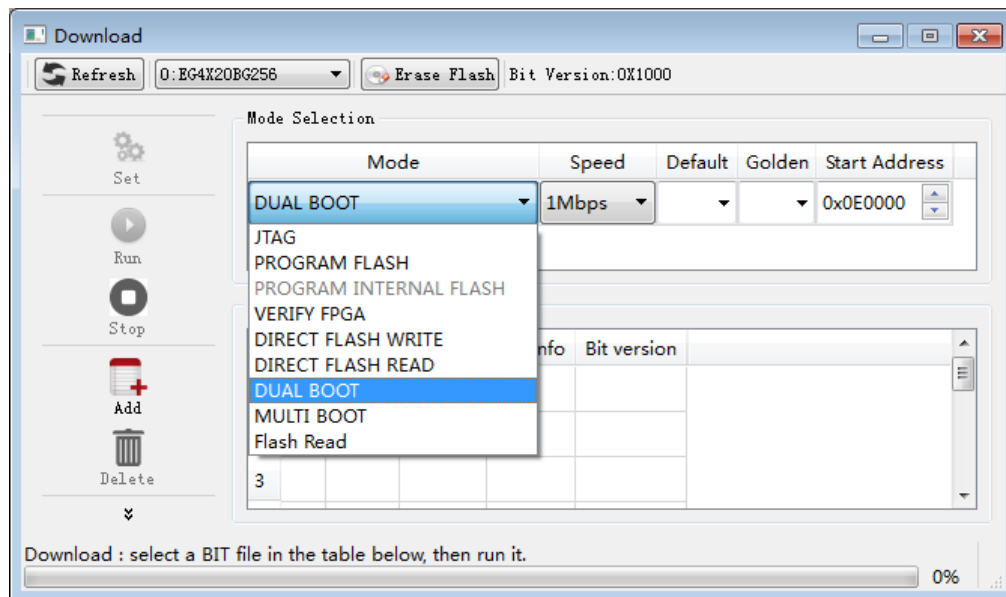 Download
Refresh 0:EG4X20BG256 Erase Flash Bit Version:0X1000
Mode Selection
Set
Mode Speed Default Golden Start Address
DUAL BOOT 1Mbps 0x0E0000
Run
JTAG
PROGRAM FLASH
PROGRAM INTERNAL FLASH
VERIFY FPGA
DIRECT FLASH WRITE
DIRECT FLASH READ
DUAL BOOT
MULTI BOOT
Flash Read
Stop
nfo Bit version
Add
Delete
3
Download : select a BIT file in the table below, then run it.
0%